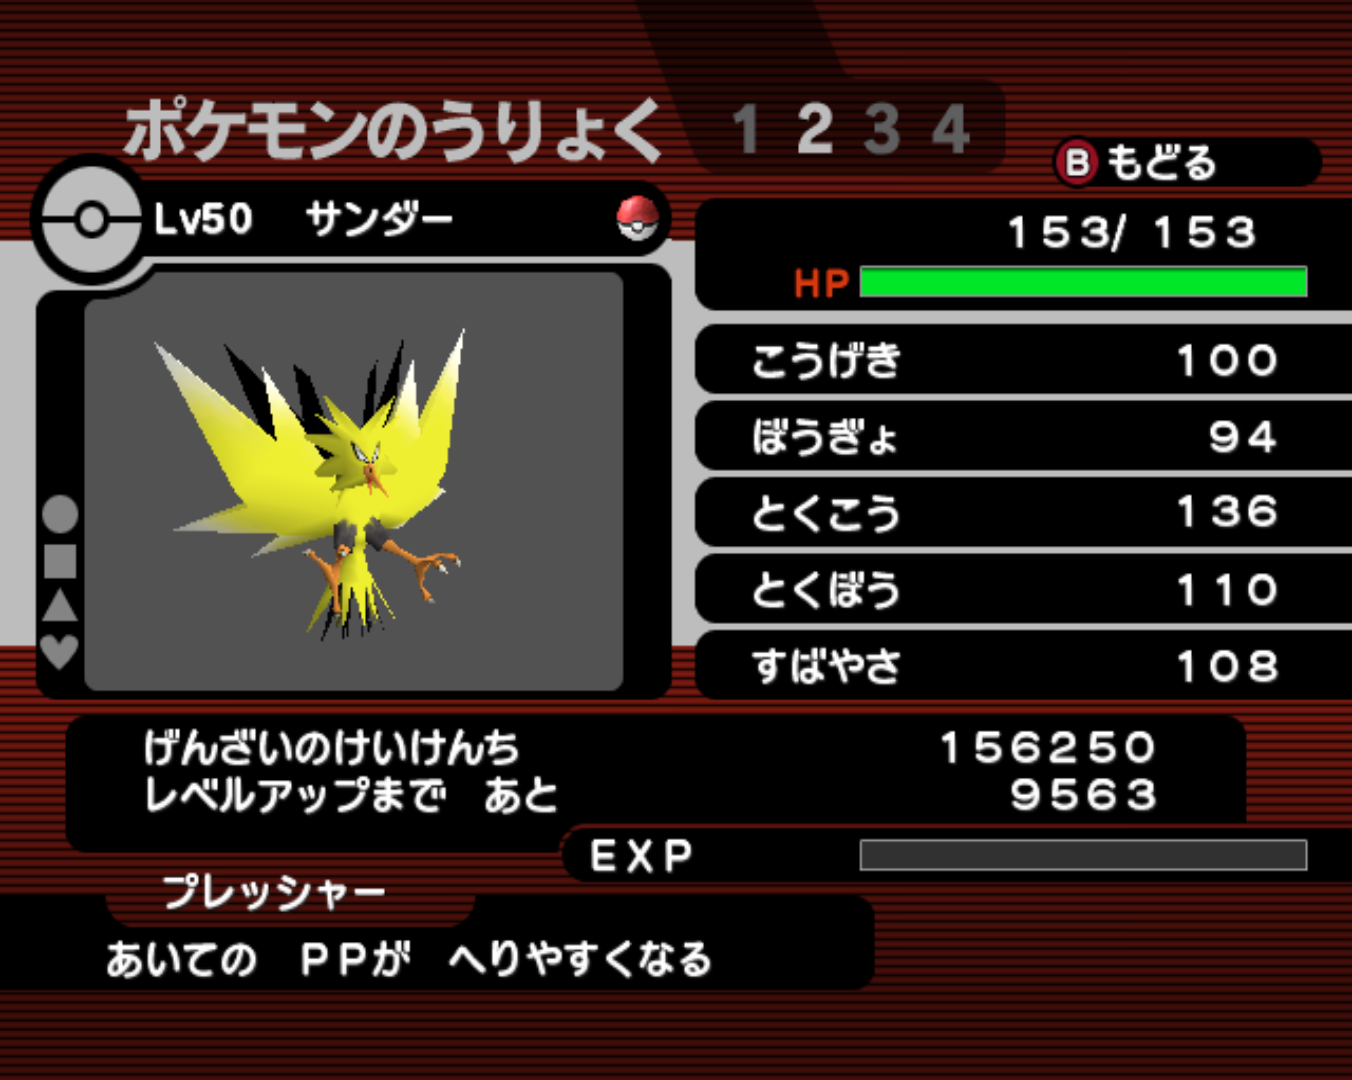 ポケモンのうりょく 1 2 3 4
B もどる
Lv50 サンダー
153/ 153
HP
こうげき 100
ぼうぎょ 94
とくこう 136
とくぼう 110
すばやさ 108
げんざいのけいけんち 156250
レベルアップまで あと 9563
EXP
プレッシャー
あいての PPが へりやすくなる